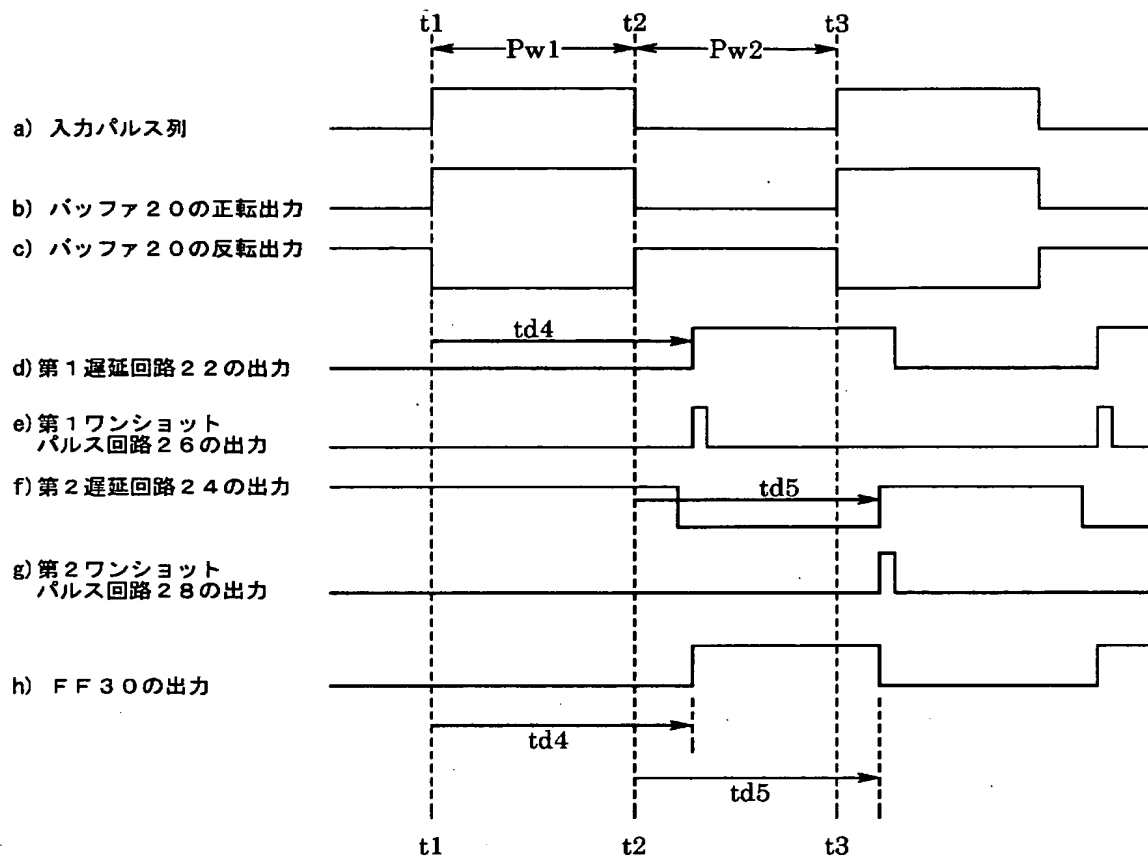 t1 t2 t3
Pw1 Pw2
a) 入力パルス列
b) バッファ20の正転出力
c) バッファ20の反転出力
td4
d)第1遅延回路22の出力
e)第1ワンショット
パルス回路26の出力
f)第2遅延回路24の出力
td5
g)第2ワンショット
パルス回路28の出力
h) FF30の出力
td4
td5
t1 t2 t3